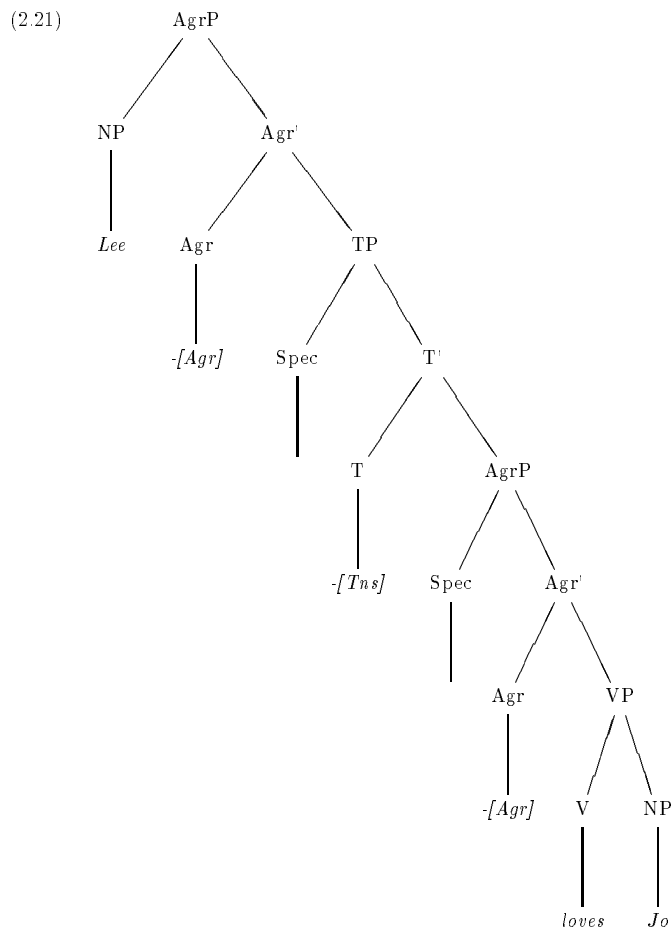 (2.21) AgrP
NP Agr'
Lee Agr TP
-[Agr] Spec T'
T AgrP
-[Tns] Spec Agr'
Agr VP
-[Agr] V NP
loves Jo